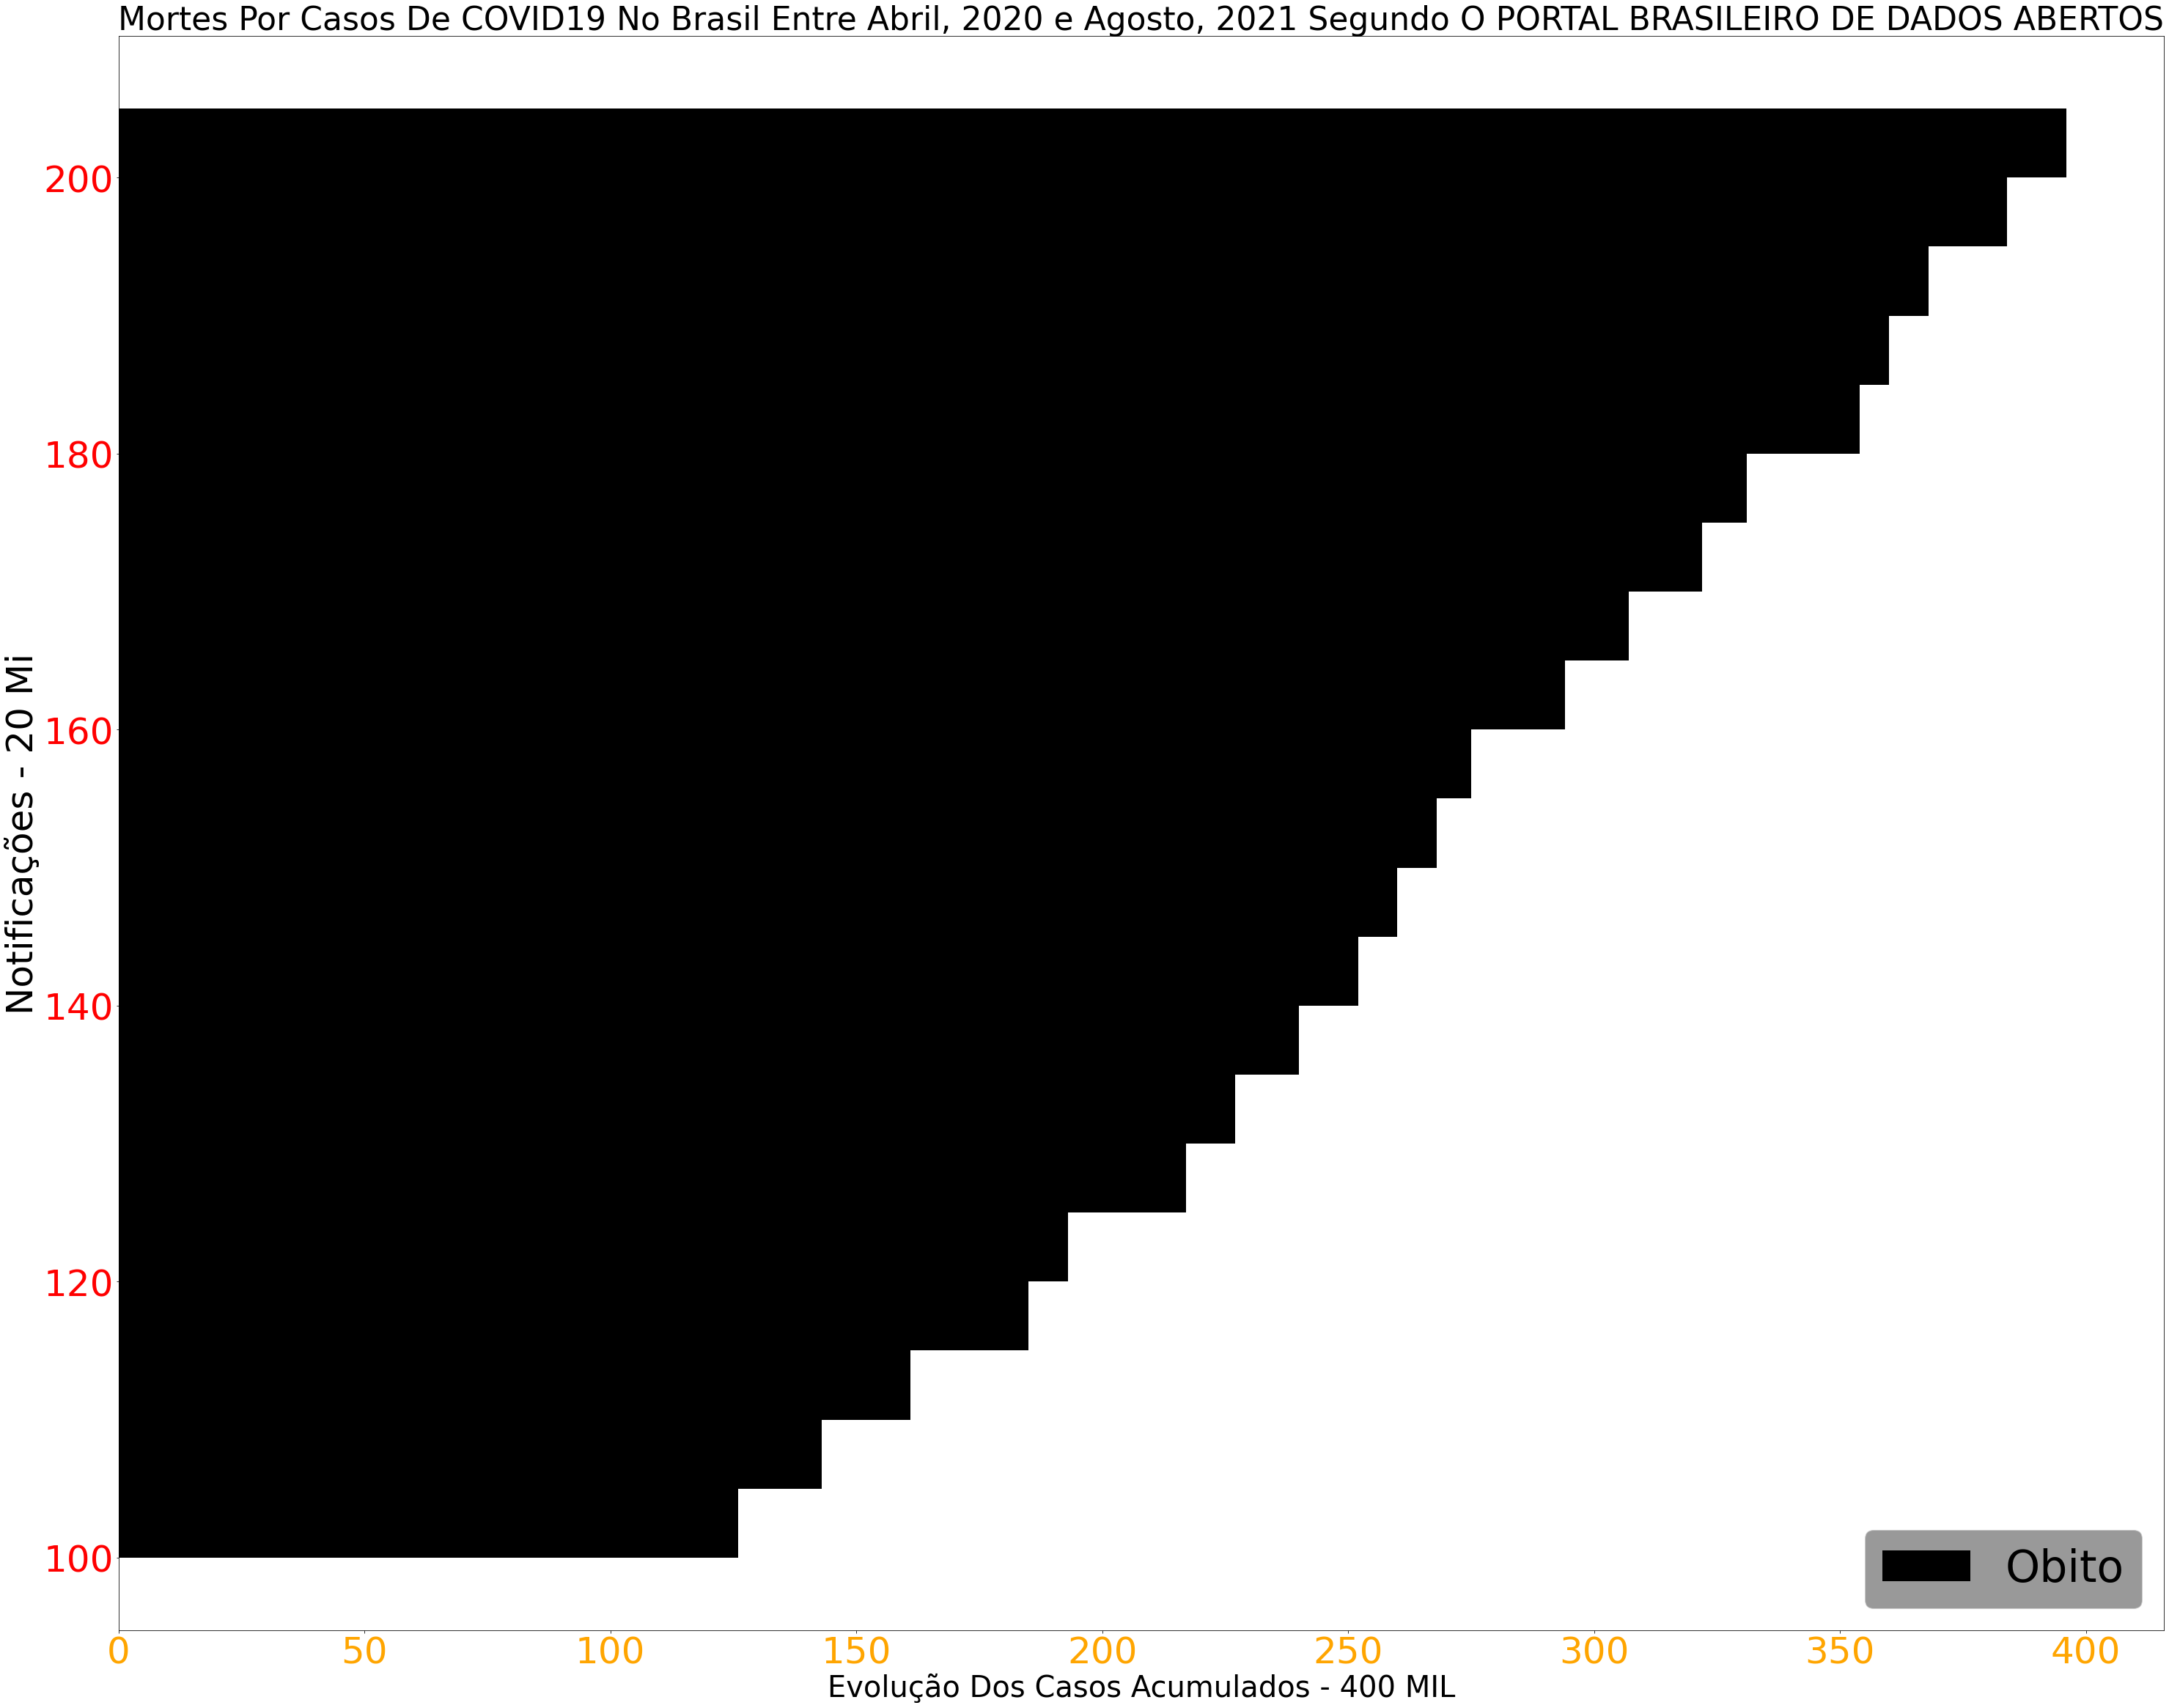 Mortes Por Casos De COVID19 No Brasil Entre Abril, 2020 e Agosto, 2021 Segundo O PORTAL BRASILEIRO DE DADOS ABERTOS
Notificações - 20 Mi
200
180
160
140
120
100
Obito
0 50 100 150 200 250 300 350 400
Evolução Dos Casos Acumulados - 400 MIL